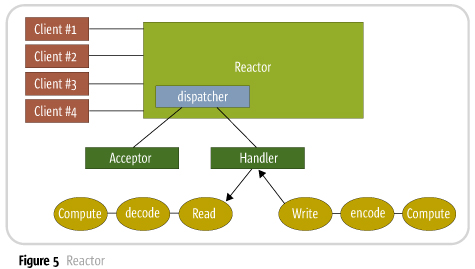 Client #1
Client #2
Client #3
Client #4
Reactor
dispatcher
Acceptor
Handler
Compute
decode
Read
Write
encode
Compute
Figure 5 Reactor